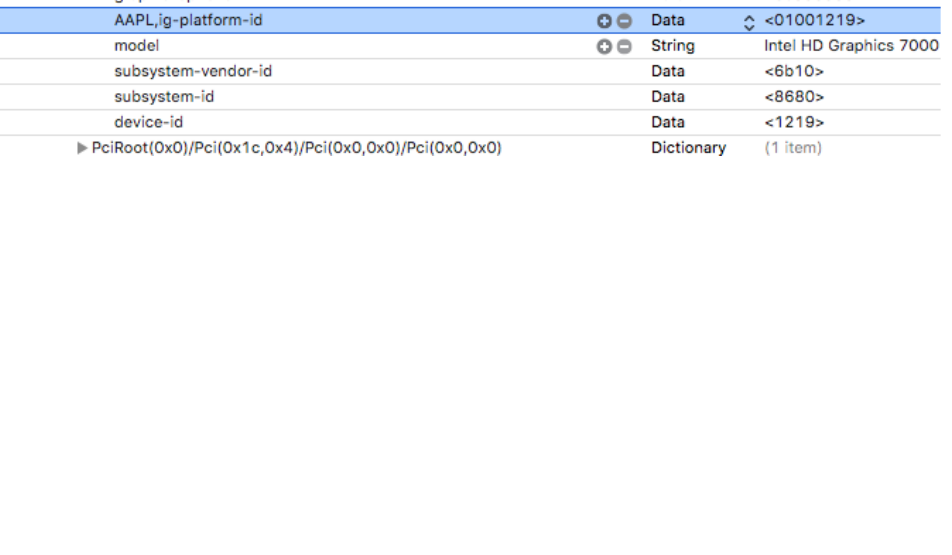 AAPL,ig-platform-id Data <01001219>
model String Intel HD Graphics 7000
subsystem-vendor-id Data <6b10>
subsystem-id Data <8680>
device-id Data <1219>
PciRoot(0x0)/Pci(0x1c,0x4)/Pci(0x0,0x0)/Pci(0x0,0x0) Dictionary (1 item)